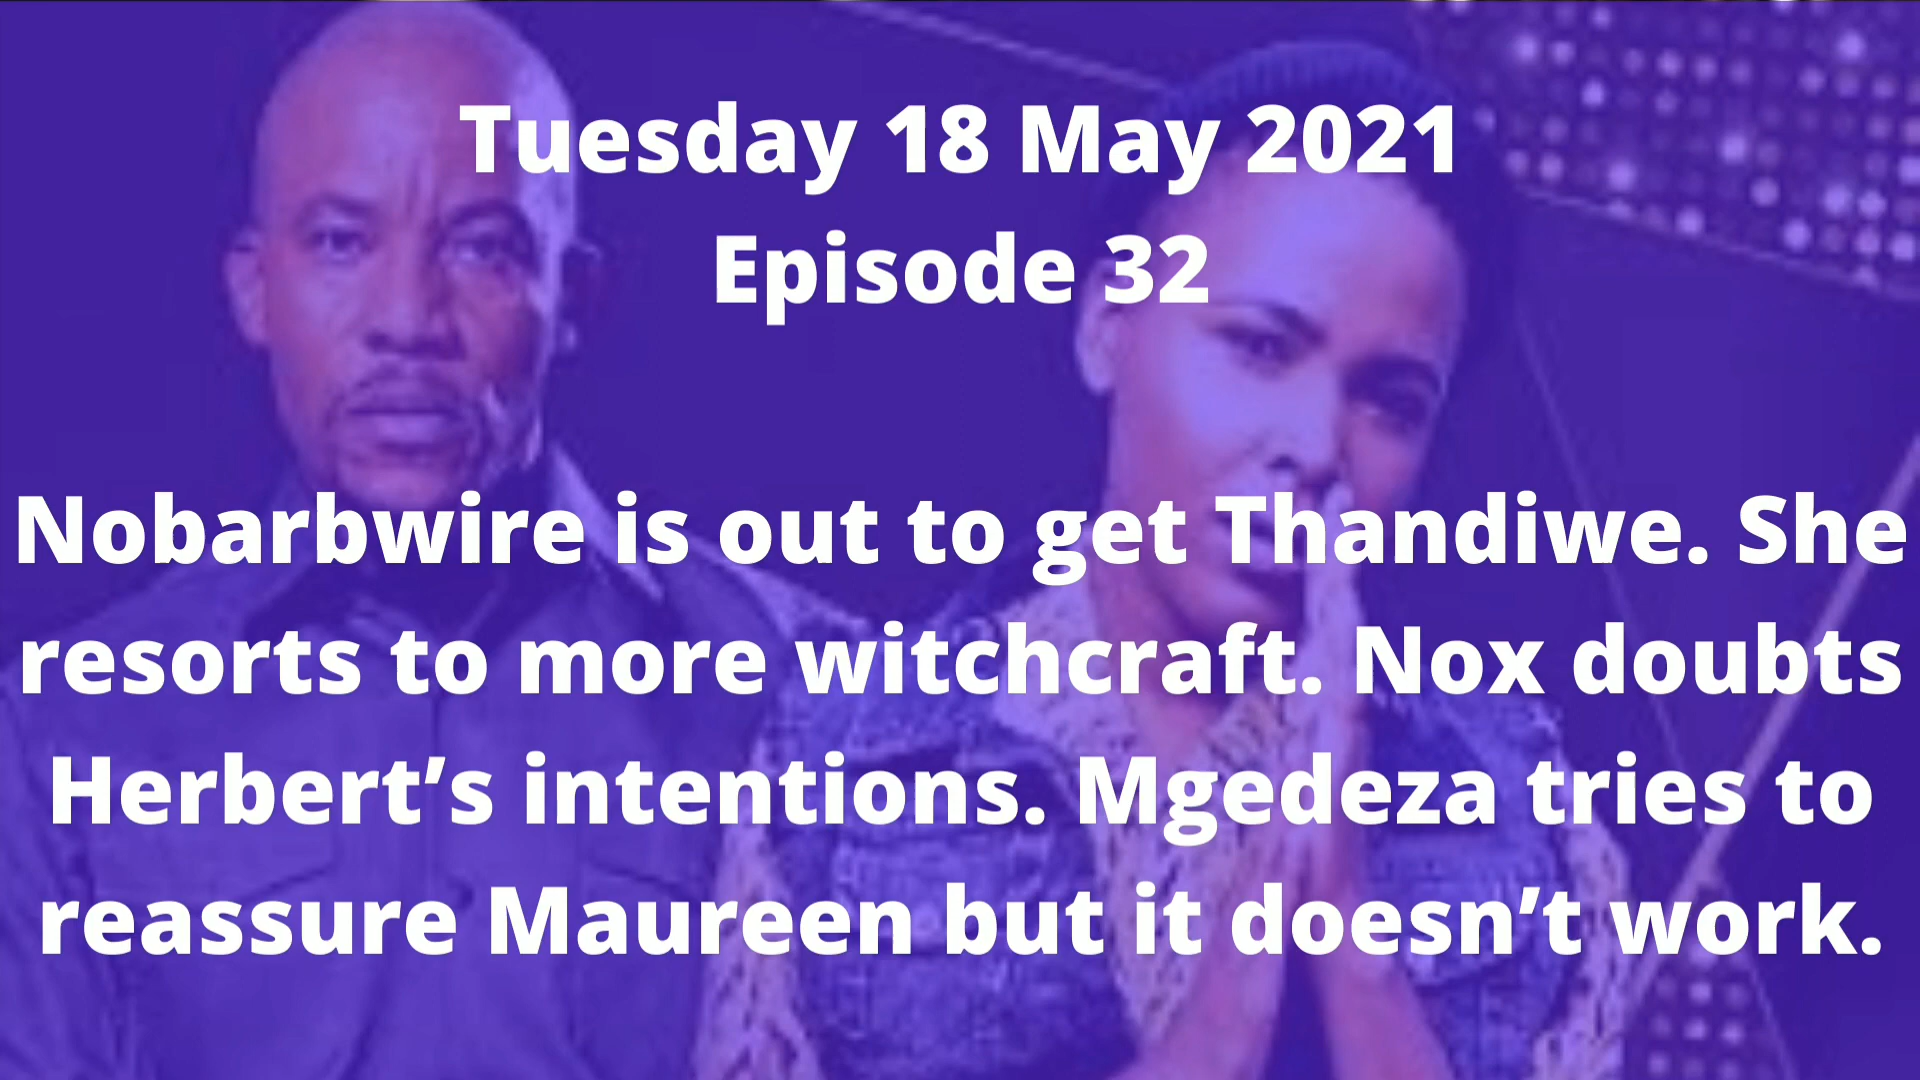 Tuesday 18 May 2021
Episode 32
Nobarbwire is out to get Thandiwe. She
resorts to more witchcraft. Nox doubts
Herbert’s intentions. Mgedeza tries to
reassure Maureen but it doesn’t work.